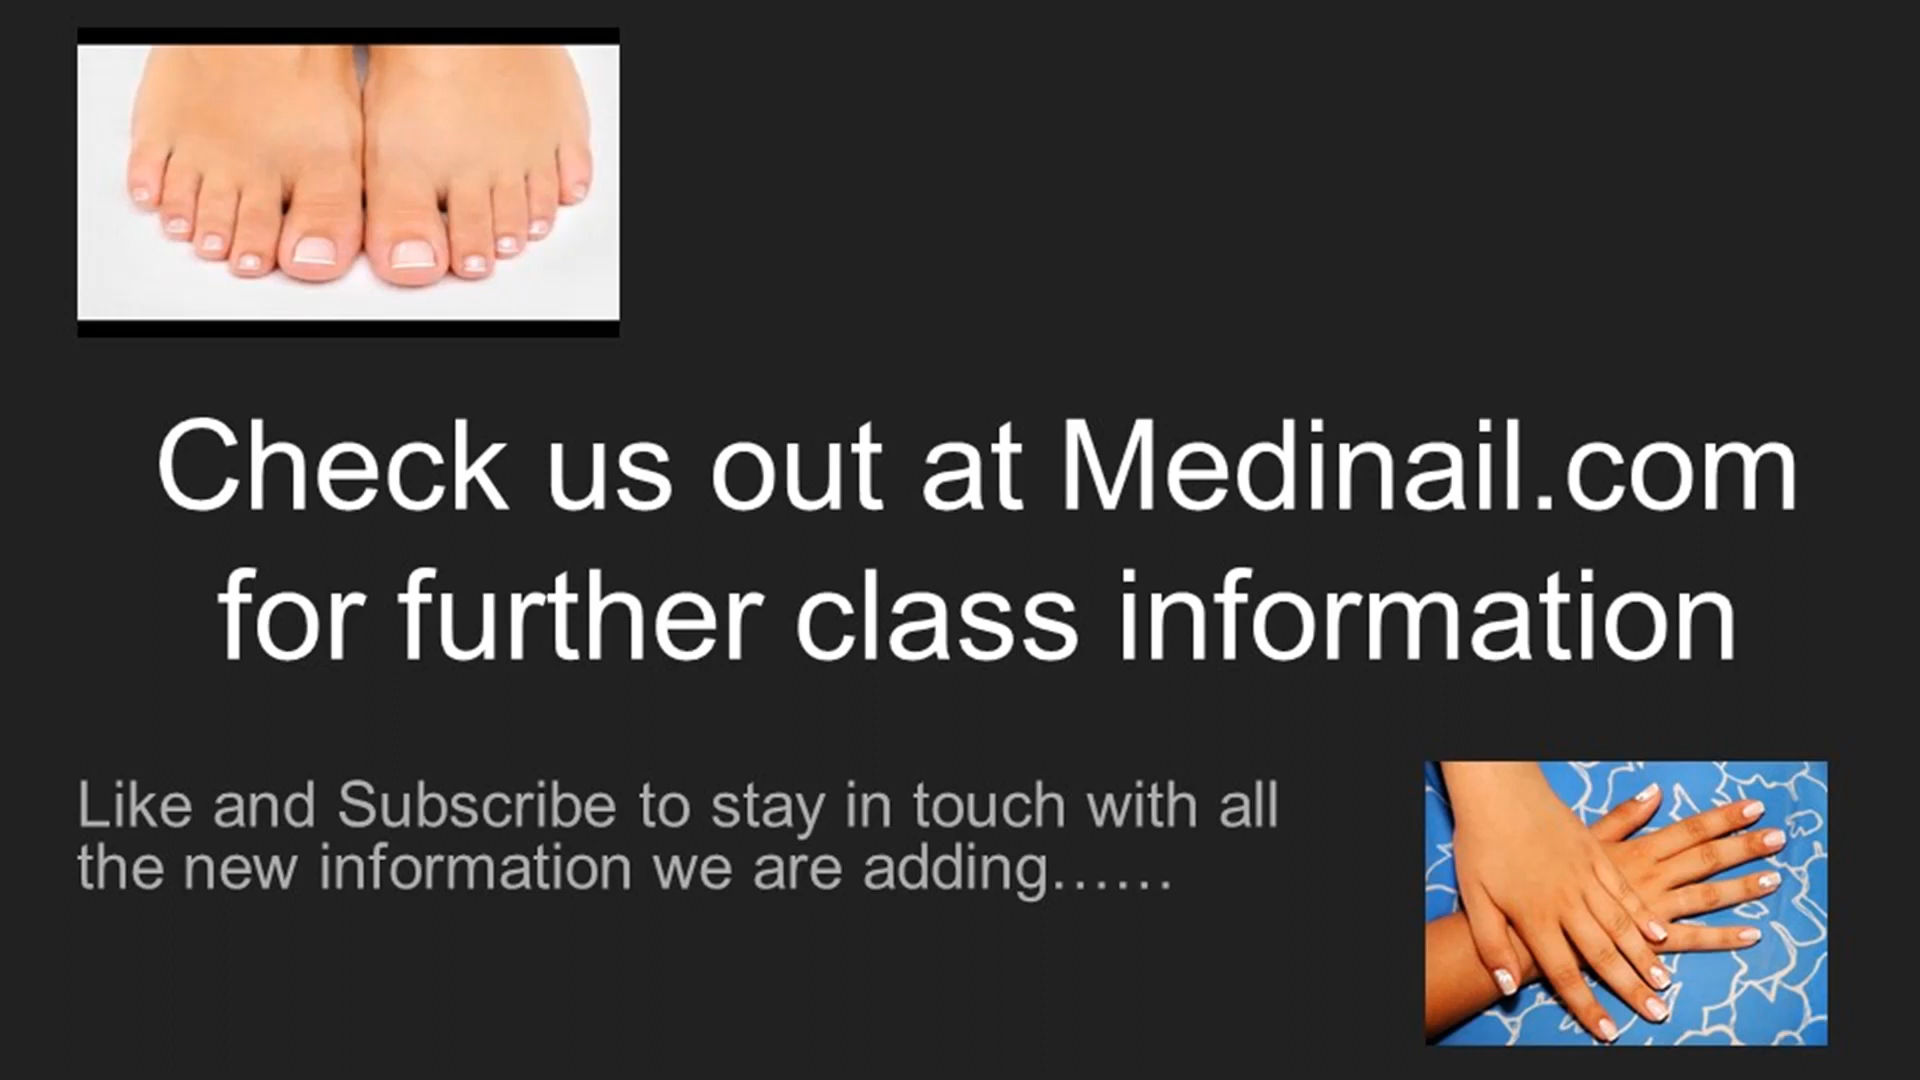 Check us out at Medinail.com
for further class information
Like and Subscribe to stay in touch with all
the new information we are adding……